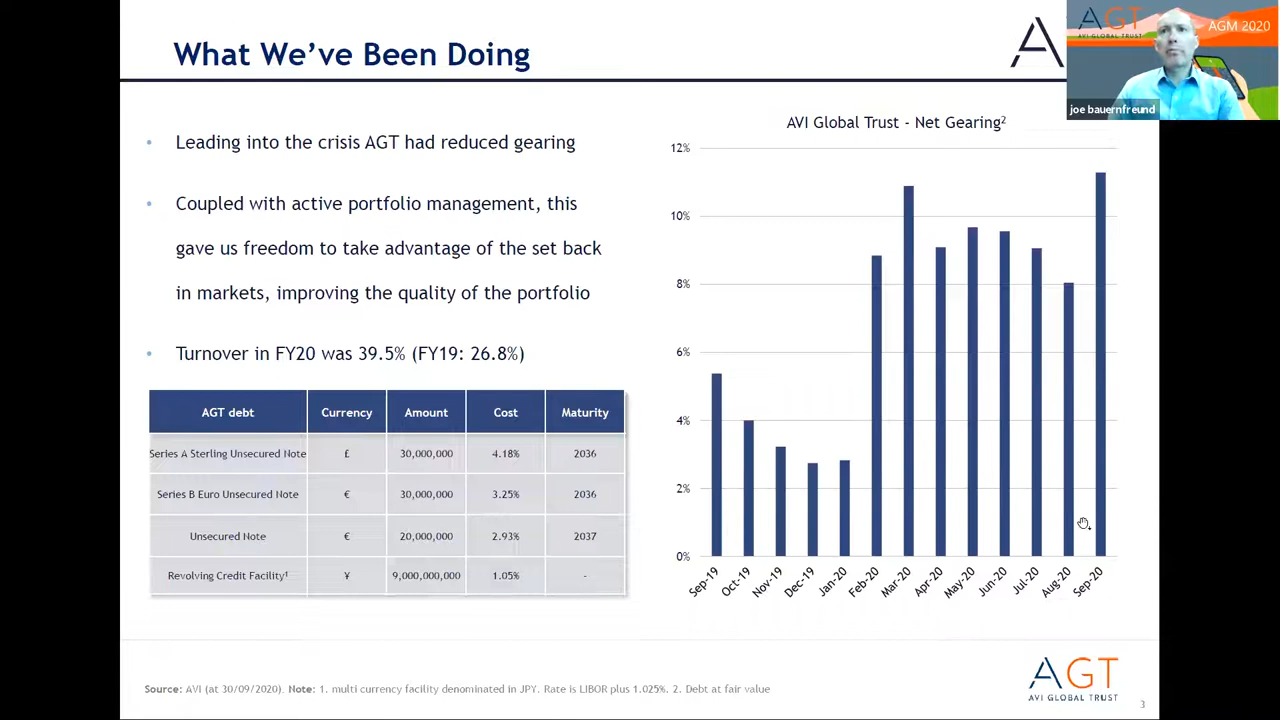 What We've Been Doing
A
AGT
AVI GLOBAL TRUST
AGM 2020
joe bauernfreund
• Leading into the crisis AGT had reduced gearing
• Coupled with active portfolio management, this
gave us freedom to take advantage of the set back
in markets, improving the quality of the portfolio
• Turnover in FY20 was 39.5% (FY19: 26.8%)
AGT debt Currency Amount Cost Maturity
Series A Sterling Unsecured Note £ 30,000,000 4.18% 2036
Series B Euro Unsecured Note € 30,000,000 3.25% 2036
Unsecured Note € 20,000,000 2.93% 2037
Revolving Credit Facility¹ ¥ 9,000,000,000 1.05% -
AVI Global Trust - Net Gearing²
12%
10%
8%
6%
4%
2%
0%
Sep-19 Oct-19 Nov-19 Dec-19 Jan-20 Feb-20 Mar-20 Apr-20 May-20 Jun-20 Jul-20 Aug-20 Sep-20
Source: AVI (at 30/09/2020). Note: 1. multi currency facility denominated in JPY. Rate is LIBOR plus 1.025%. 2. Debt at fair value
AGT
AVI GLOBAL TRUST
3